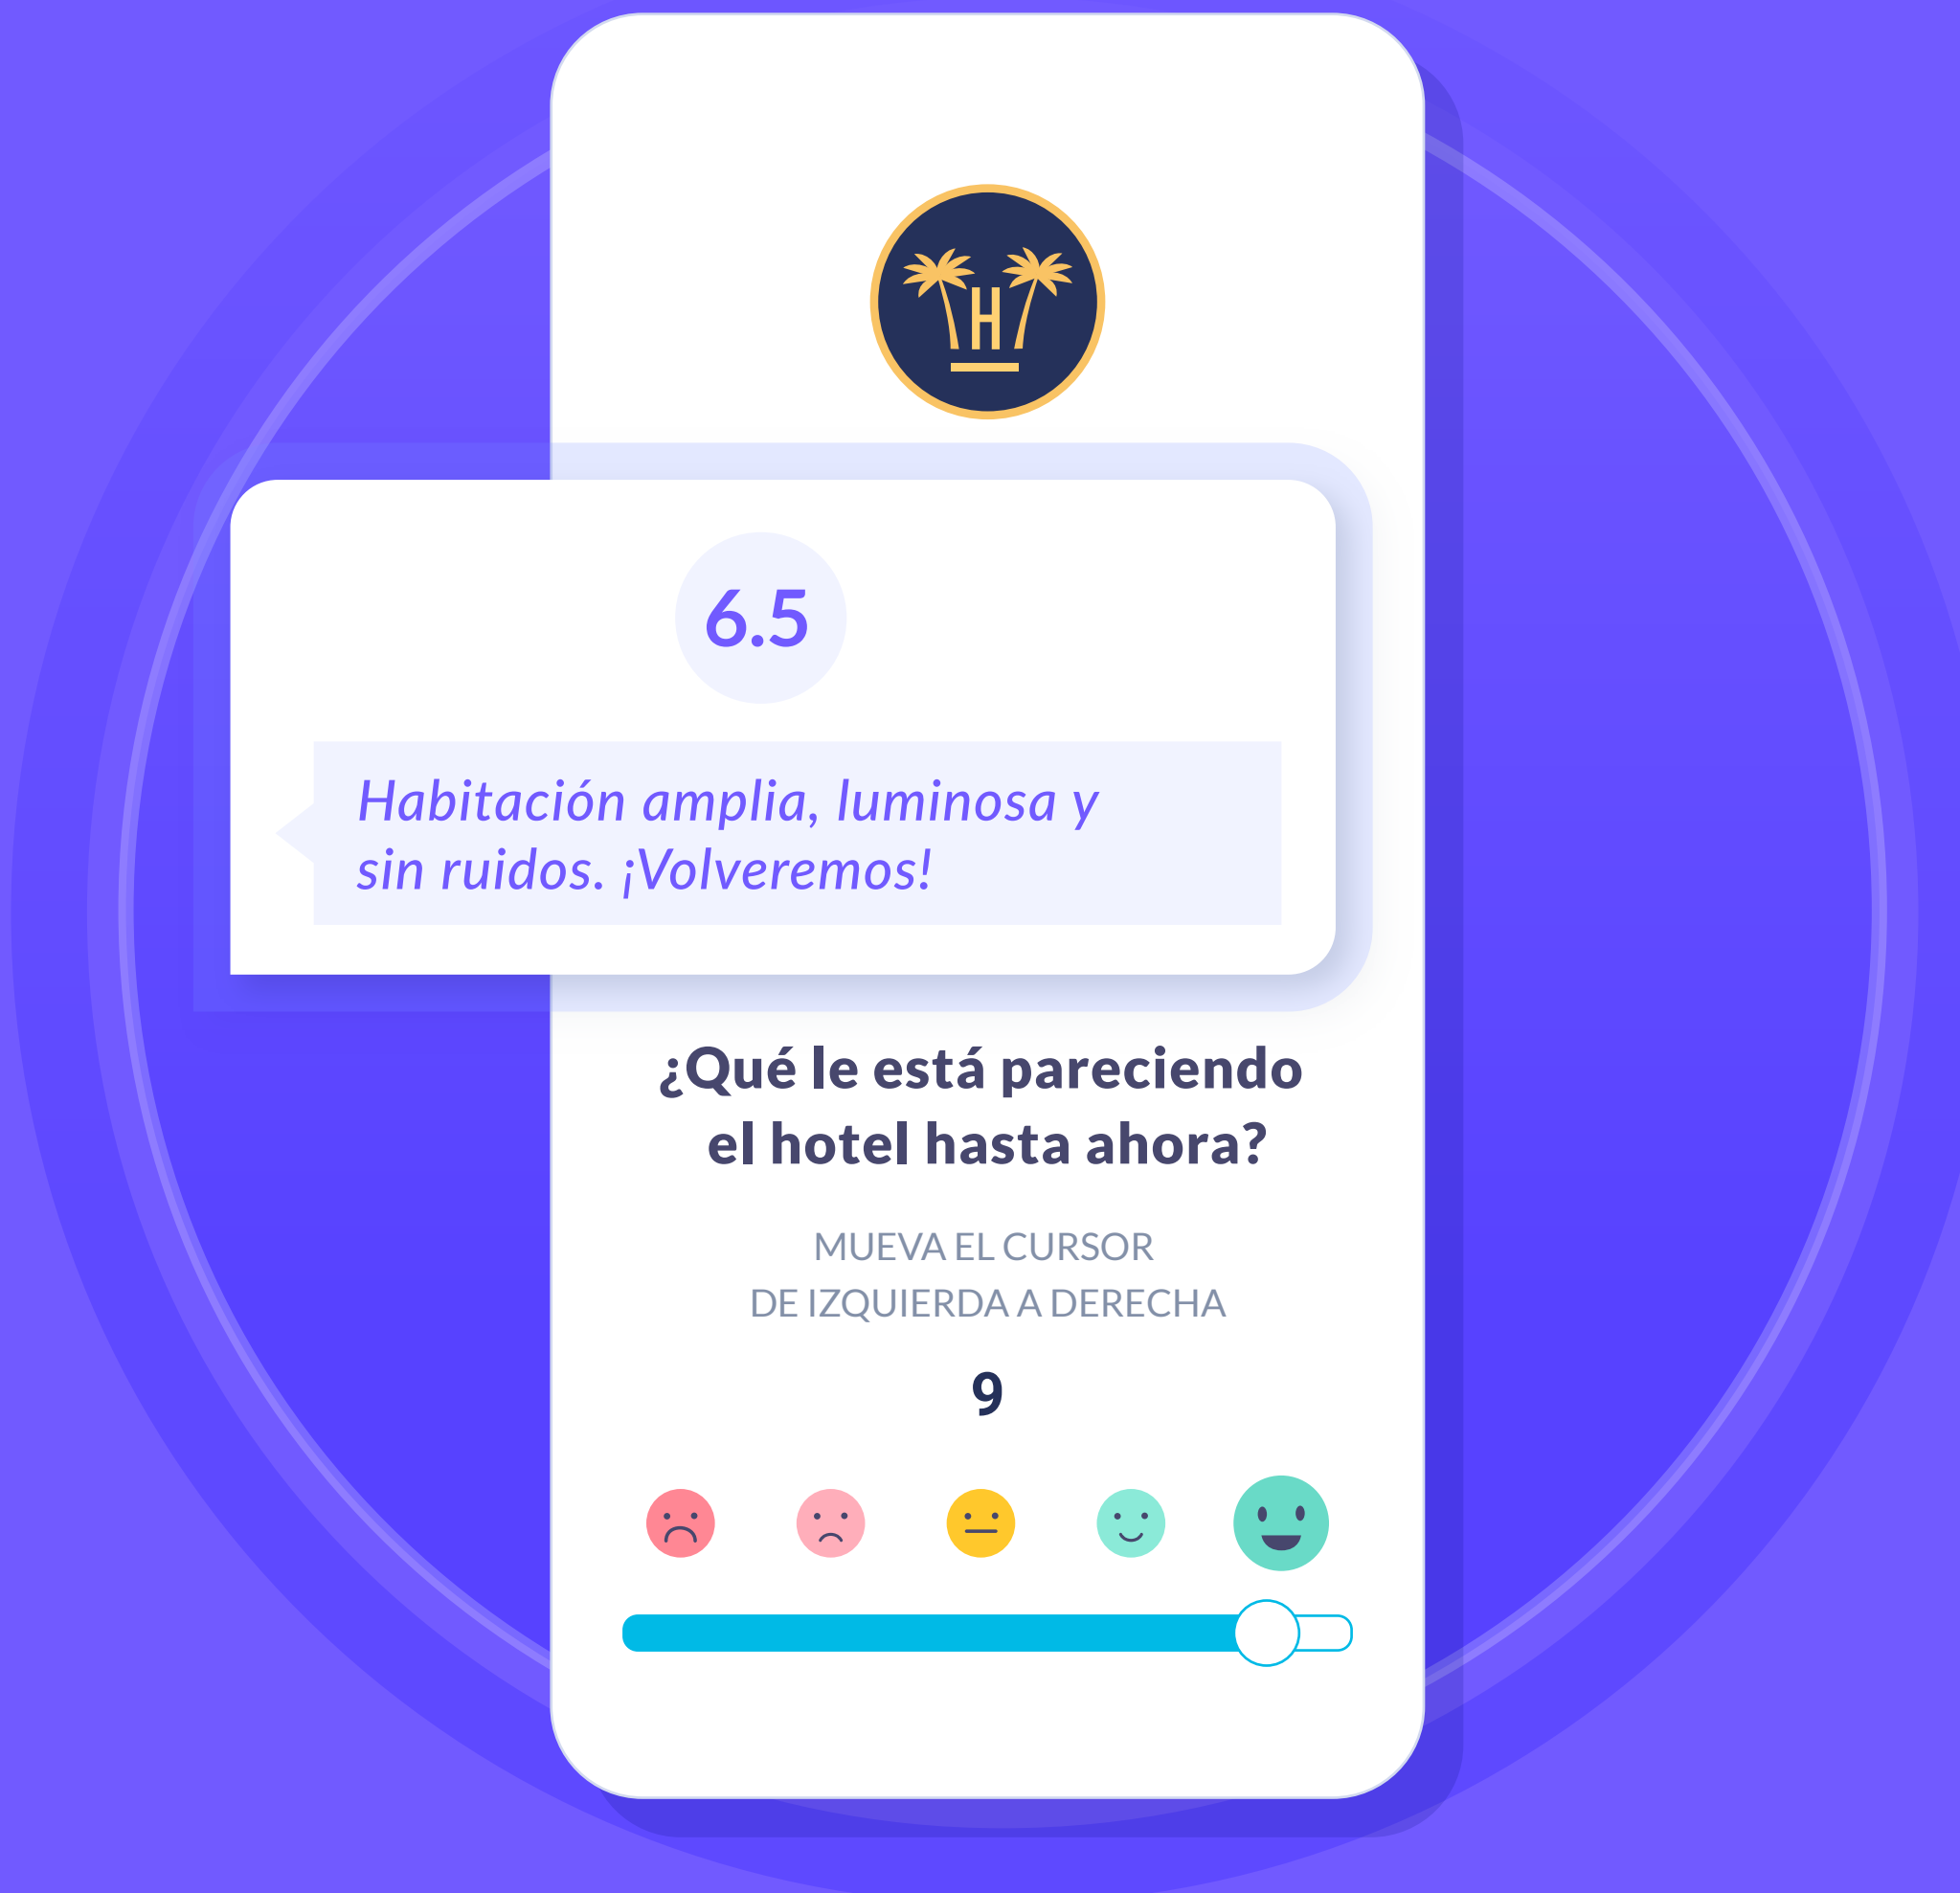 H
6.5
Habitación amplia, luminosa y
sin ruidos. ¡Volveremos!
¿Qué le está pareciendo
el hotel hasta ahora?
MUEVA EL CURSOR
DE IZQUIERDA A DERECHA
9